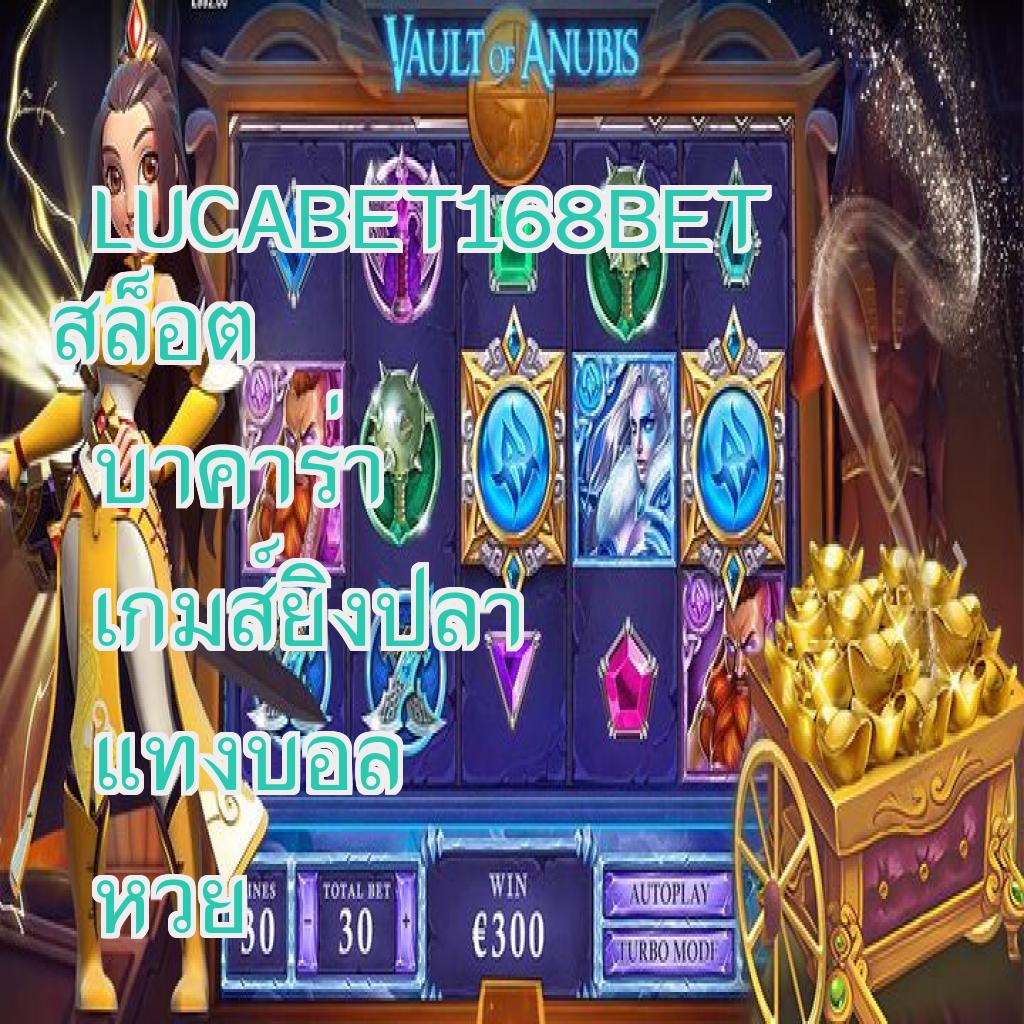 VAULT OF ANUBIS
LUCABET168BET
สล็อต
บาคาร่า
เกมส์ยิงปลา
แทงบอล
หวย
TOTAL BET
30
WIN
€300
AUTOPLAY
TURBO MODE